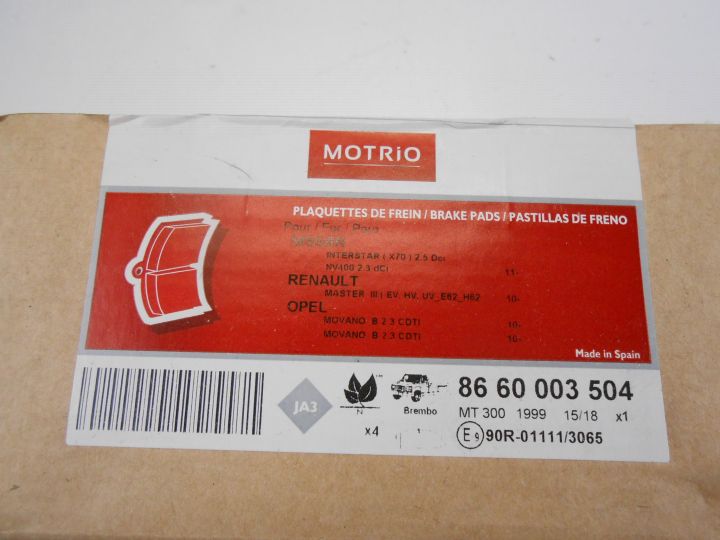 MOTRiO
PLAQUETTES DE FREIN / BRAKE PADS / PASTILLAS DE FRENO
Pour / For / Para
INTERSTAR ( X70 ) 2.5 Dci
NV400 2.3 dCi 11-
RENAULT
MASTER III ( EV, HV, UV_E62_H62 10-
OPEL
MOVANO B 2.3 CDTI 10-
MOVANO B 2.3 CDTI 10-
Made in Spain
JA3
N
x4
Brembo
1
86 60 003 504
MT 300 1999 15/18 x1
E9 90R-01111/3065